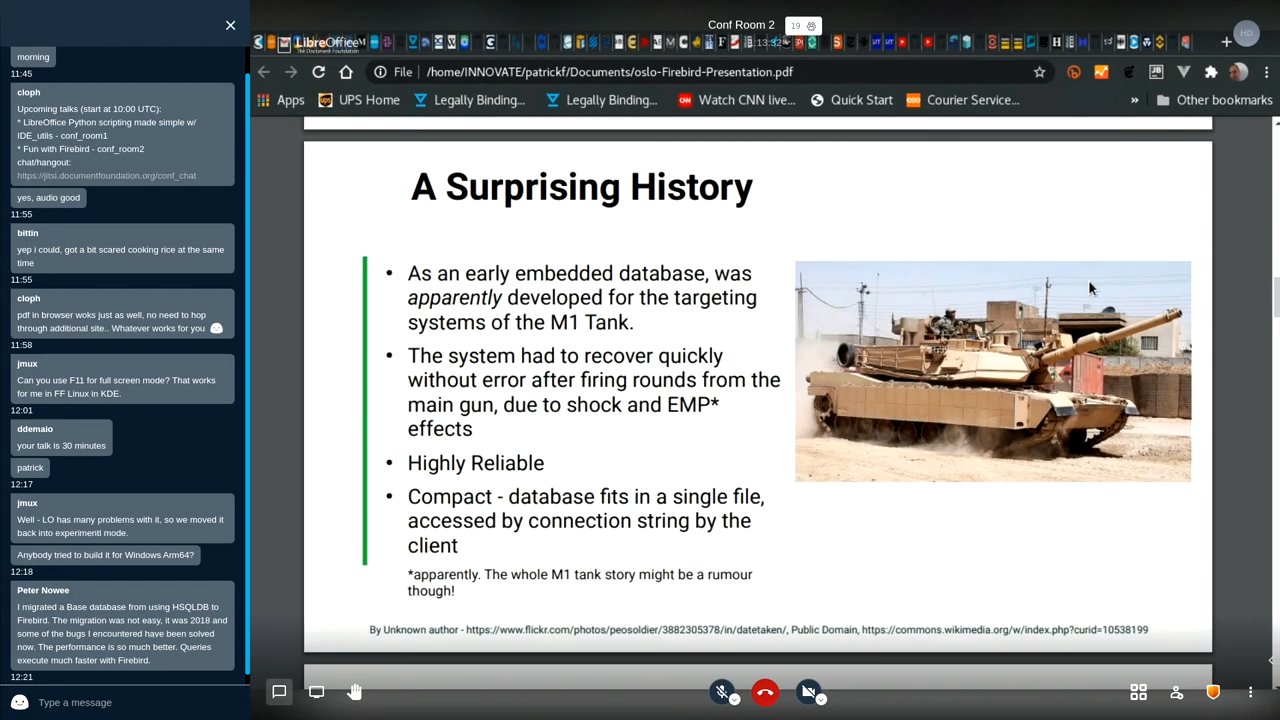 morning
11:45
cloph
Upcoming talks (start at 10:00 UTC):
* LibreOffice Python scripting made simple w/
IDE_utils - conf_room1
* Fun with Firebird - conf_room2
chat/hangout:
https://jitsi.documentfoundation.org/conf_chat
yes, audio good
11:55
bittin
yep i could, got a bit scared cooking rice at the same
time
11:55
cloph
pdf in browser woks just as well, no need to hop
through additional site.. Whatever works for you
11:58
jmux
Can you use F11 for full screen mode? That works
for me in FF Linux in KDE.
12:01
ddemaio
your talk is 30 minutes
patrick
12:17
jmux
Well - LO has many problems with it, so we moved it
back into experimentl mode.
Anybody tried to build it for Windows Arm64?
12:18
Peter Nowee
I migrated a Base database from using HSQLDB to
Firebird. The migration was not easy, it was 2018 and
some of the bugs I encountered have been solved
now. The performance is so much better. Queries
execute much faster with Firebird.
12:21
Type a message
Conf Room 2
19
HD
LibreOffice
The Document Foundation
File
/home/INNOVATE/patrickf/Documents/oslo-Firebird-Presentation.pdf
Apps
UPS Home
Legally Binding...
Legally Binding...
Watch CNN live...
Quick Start
Courier Service...
»
Other bookmarks
A Surprising History
• As an early embedded database, was
apparently developed for the targeting
systems of the M1 Tank.
• The system had to recover quickly
without error after firing rounds from the
main gun, due to shock and EMP*
effects
• Highly Reliable
• Compact - database fits in a single file,
accessed by connection string by the
client
*apparently. The whole M1 tank story might be a rumour
though!
By Unknown author - https://www.flickr.com/photos/peosoldier/3882305378/in/datetaken/, Public Domain, https://commons.wikimedia.org/w/index.php?curid=10538199